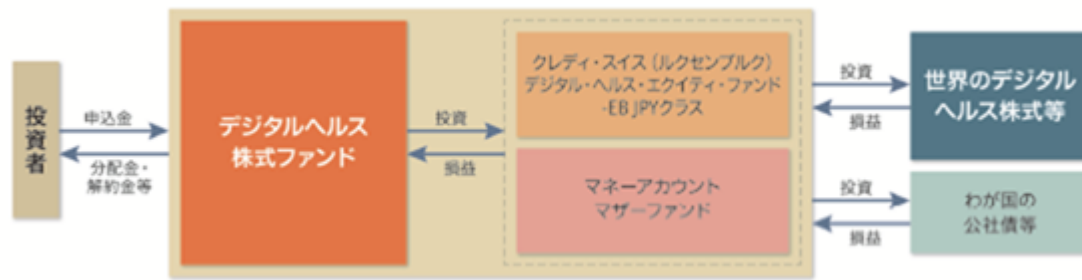 投資者
申込金
分配金・
解約金等
デジタルヘルス
株式ファンド
投資
損益
クレディ・スイス(ルクセンブルク)
デジタル・ヘルス・エクイティ・ファンド
-EB JPYクラス
マネーアカウント
マザーファンド
投資
損益
世界のデジタル
ヘルス株式等
投資
損益
わが国の
公社債等